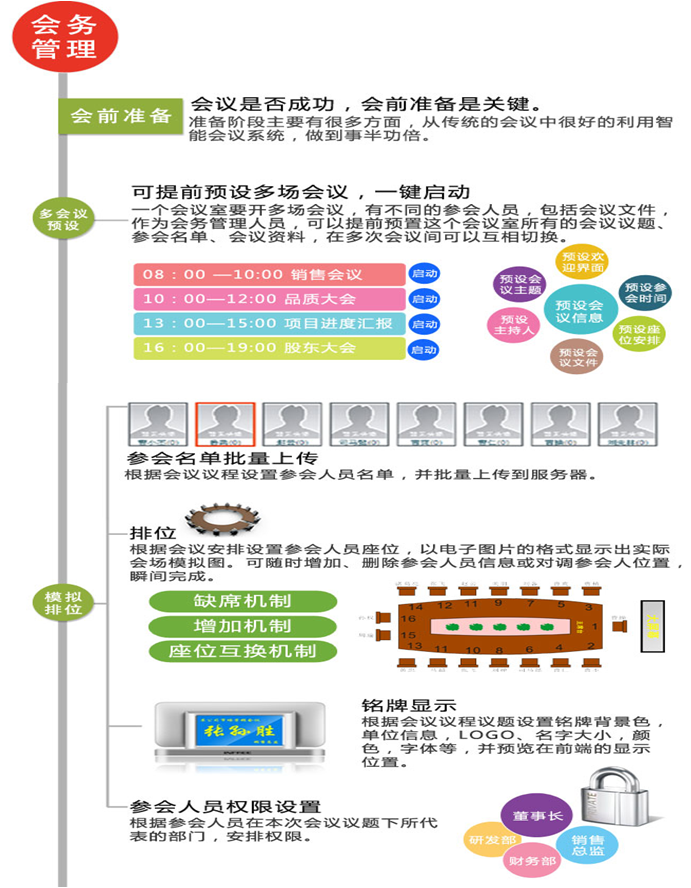 会务
管理
会前准备
会议是否成功，会前准备是关键。
准备阶段主要有很多方面，从传统的会议中很好的利用智
能会议系统，做到事半功倍。
多会议
预设
可提前预设多场会议，一键启动
一个会议室要开多场会议，有不同的参会人员，包括会议文件，
作为会务管理人员，可以提前预置这个会议室所有的会议议题、
参会名单、会议资料，在多次会议间可以互相切换。
08：00 —10:00 销售会议
启动
10：00—12:00 品质大会
启动
13：00—15:00 项目进度汇报
启动
16：00—19:00 股东大会
启动
预设欢
迎界面
预设会
议主题
预设参
会时间
预设会
议信息
预设
主持人
预设座
位安排
预设会
议文件
参会名单批量上传
根据会议议程设置参会人员名单，并批量上传到服务器。
模拟
排位
排位
根据会议安排设置参会人员座位，以电子图片的格式显示出实际
会场模拟图。可随时增加、删除参会人员信息或对调参会人位置，
瞬间完成。
缺席机制
增加机制
座位互换机制
14 12 11 9 7 5 3
16
1
15
13 11 10 8 6 4 2
张孙胜
铭牌显示
根据会议议程议题设置铭牌背景色，
单位信息，LOGO、名字大小，颜
色，字体等，并预览在前端的显示
位置。
参会人员权限设置
根据参会人员在本次会议议题下所代
表的部门，安排权限。
董事长
研发部
销售
总监
财务部